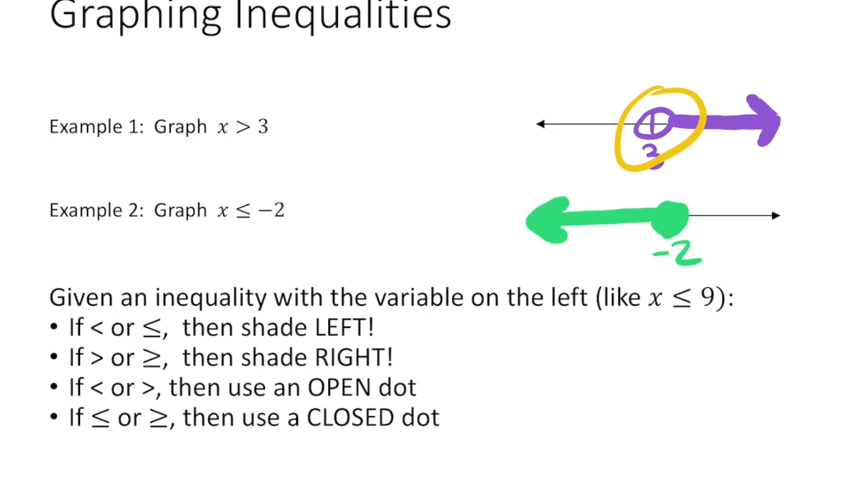 Graphing Inequalities
Example 1: Graph x > 3
3
Example 2: Graph x ≤ −2
-2
Given an inequality with the variable on the left (like x ≤ 9):
• If < or ≤, then shade LEFT!
• If > or ≥, then shade RIGHT!
• If < or >, then use an OPEN dot
• If ≤ or ≥, then use a CLOSED dot